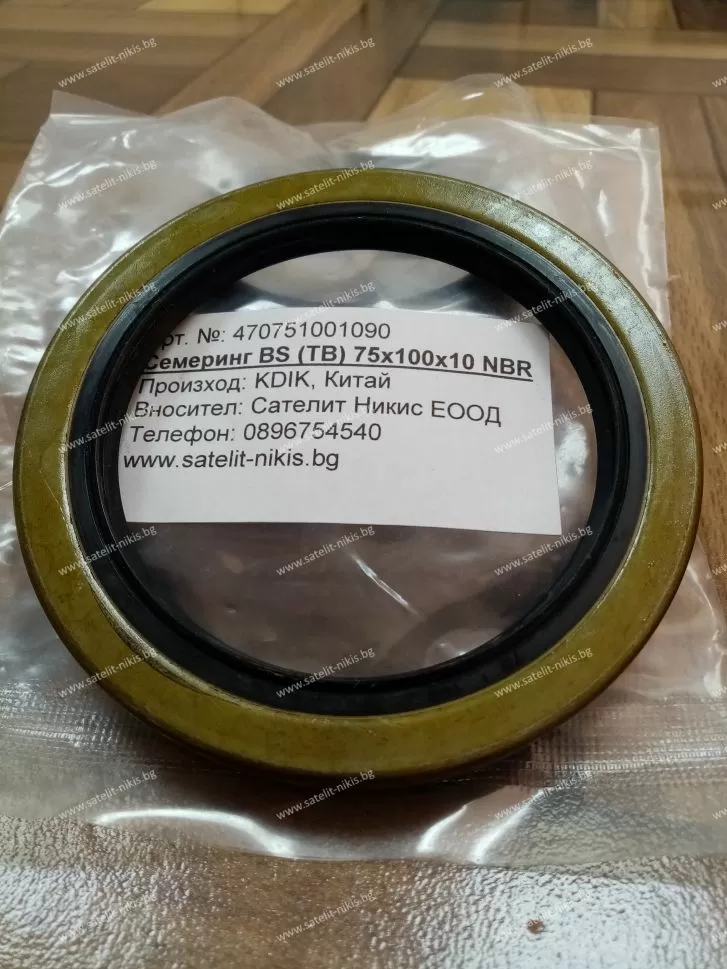 рт. №: 470751001090
Семеринг BS (TB) 75x100x10 NBR
Произход: KDIK, Китай
Вносител: Сателит Никис ЕООД
Телефон: 0896754540
www.satelit-nikis.bg